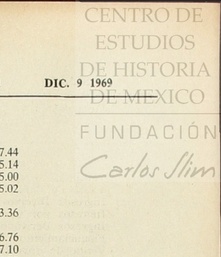 CENTRO DE
ESTUDIOS
DE HISTORIA
DE MEXICO
FUNDACIÓN
Carlos Slim
DIC. 9 1969
7.44
5.14
5.00
5.02
3.36
6.76
7.10